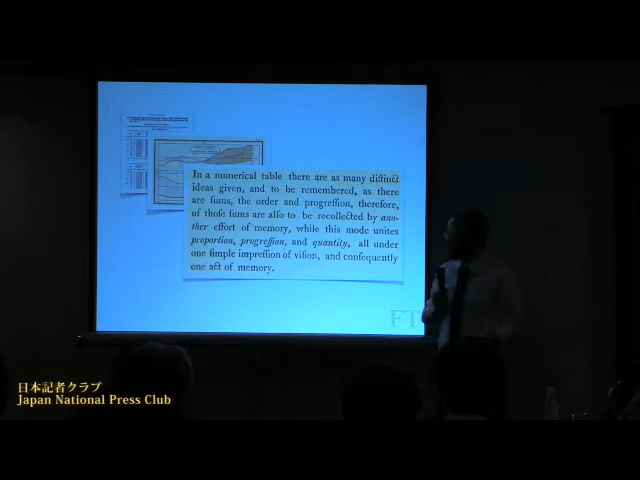 In a numerical table there are as many diſtinct
ideas given, and to be remembered, as there
are ſums, the order and progreſſion, therefore,
of thoſe ſums are alſo to be recollected by ano-
ther effort of memory, while this mode unites
proportion, progreſſion, and quantity, all under
one ſimple impreſſion of viſion, and conſequently
one act of memory.
FT
日本記者クラブ
Japan National Press Club